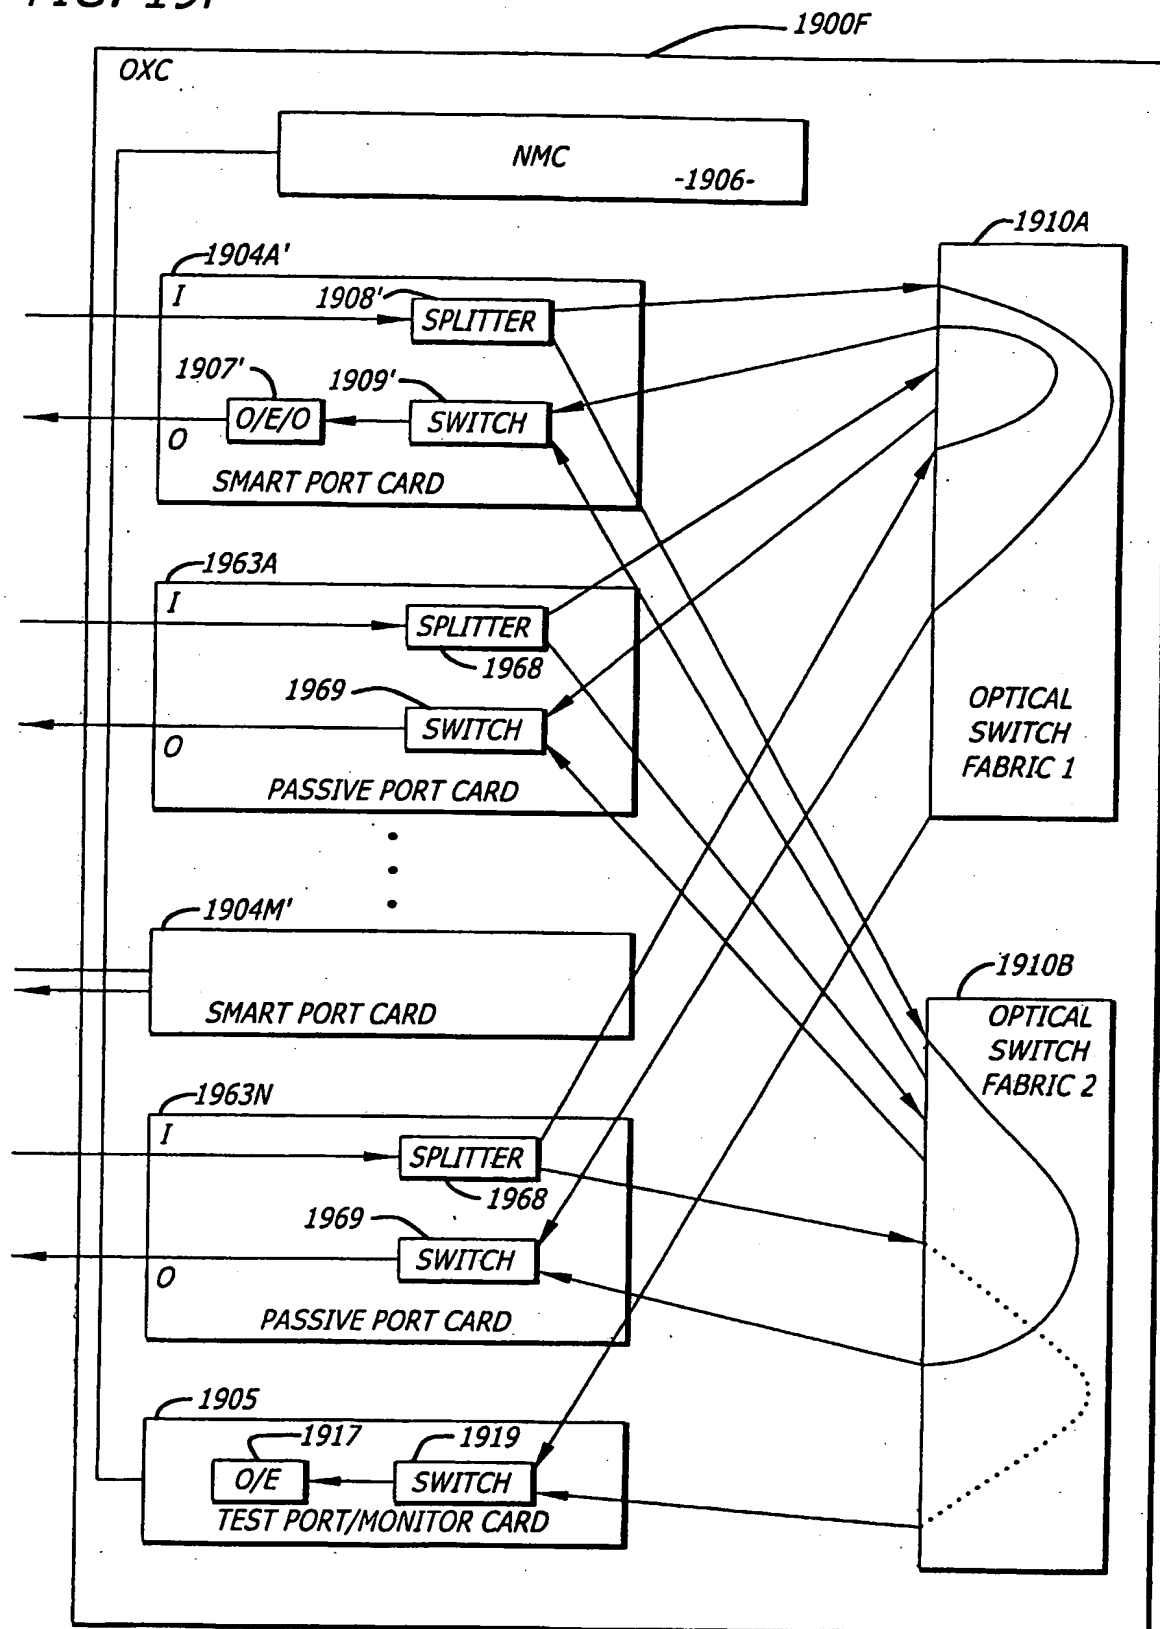 FIG. 19F
1900F
OXC
NMC
-1906-
1910A
1904A'
I
1908'
SPLITTER
1907'
1909'
O/E/O
SWITCH
O
SMART PORT CARD
1963A
I
SPLITTER
1968
1969
SWITCH
O
PASSIVE PORT CARD
OPTICAL
SWITCH
FABRIC 1
1904M'
SMART PORT CARD
1910B
OPTICAL
SWITCH
FABRIC 2
1963N
I
SPLITTER
1968
1969
SWITCH
O
PASSIVE PORT CARD
1905
1917
1919
O/E
SWITCH
TEST PORT/MONITOR CARD